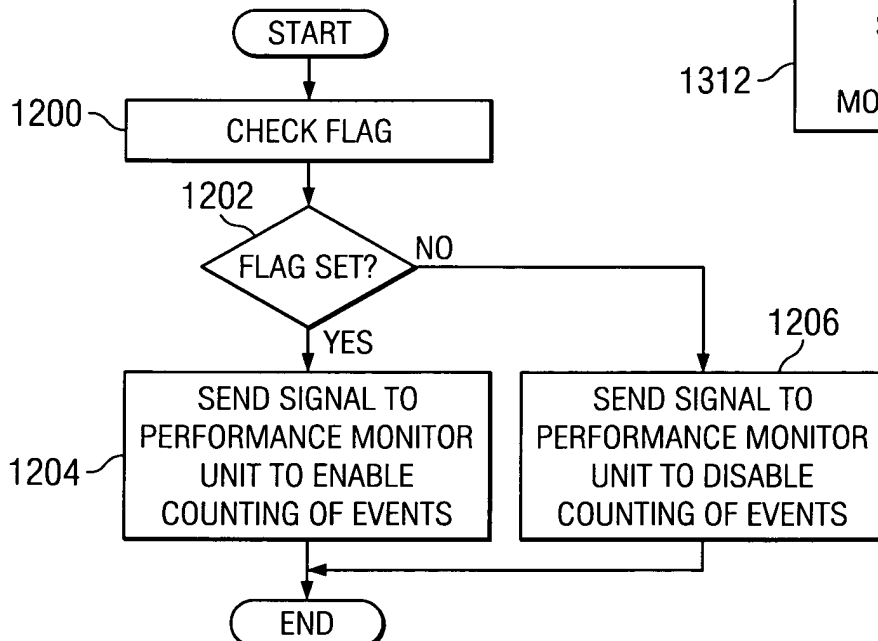 START
1200
CHECK FLAG
1202
FLAG SET?
NO
YES
1204
SEND SIGNAL TO
PERFORMANCE MONITOR
UNIT TO ENABLE
COUNTING OF EVENTS
1206
SEND SIGNAL TO
PERFORMANCE MONITOR
UNIT TO DISABLE
COUNTING OF EVENTS
END
1312
MO